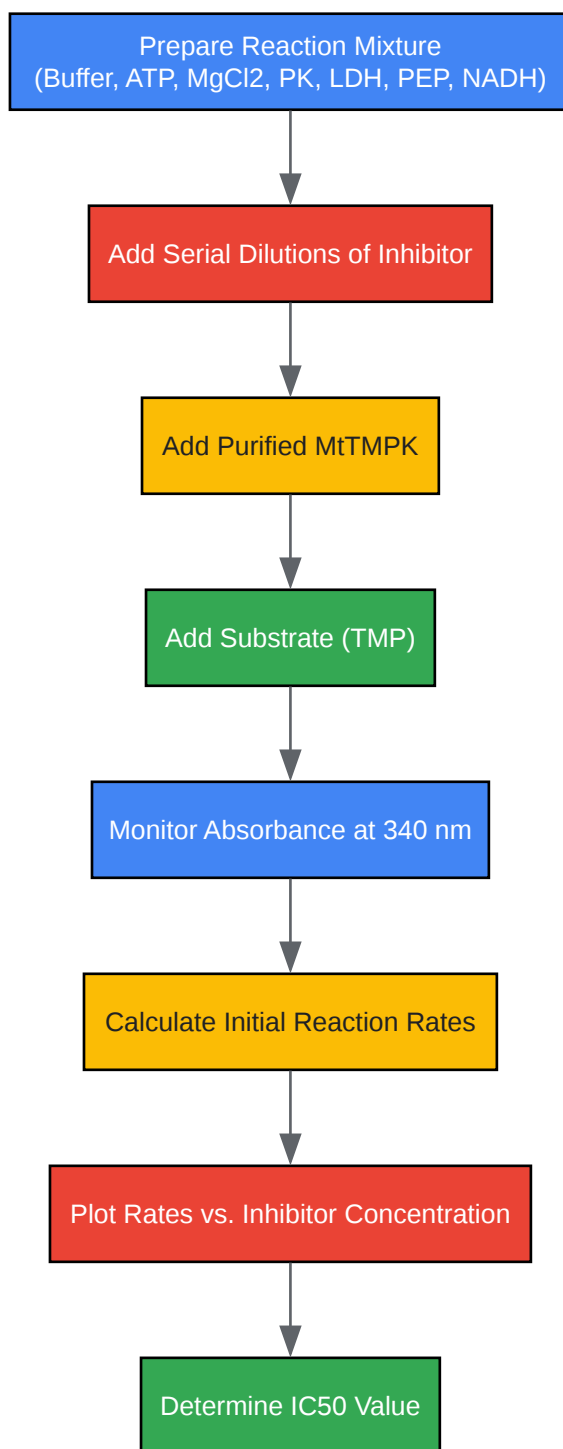 Prepare Reaction Mixture
(Buffer, ATP, MgCl2, PK, LDH, PEP, NADH)
Add Serial Dilutions of Inhibitor
Add Purified MtTMPK
Add Substrate (TMP)
Monitor Absorbance at 340 nm
Calculate Initial Reaction Rates
Plot Rates vs. Inhibitor Concentration
Determine IC50 Value